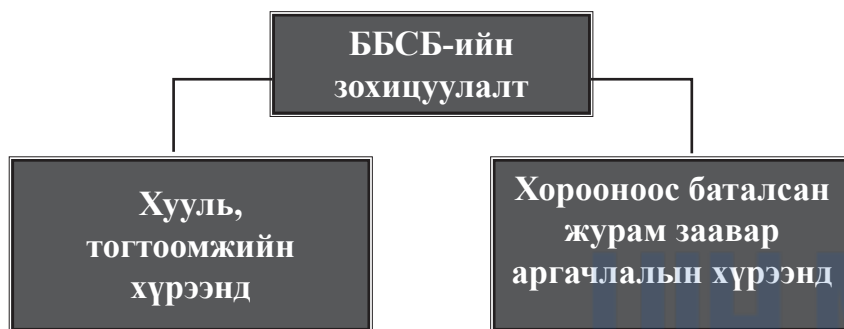 ББСБ-ийн
зохицуулалт
Хууль,
тогтоомжийн
хүрээнд
Хорооноос баталсан
журам заавар
аргачлалын хүрээнд